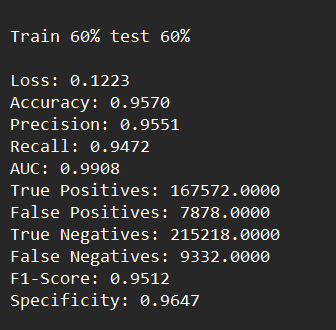 Train 60% test 60%
Loss: 0.1223
Accuracy: 0.9570
Precision: 0.9551
Recall: 0.9472
AUC: 0.9908
True Positives: 167572.0000
False Positives: 7878.0000
True Negatives: 215218.0000
False Negatives: 9332.0000
F1-Score: 0.9512
Specificity: 0.9647